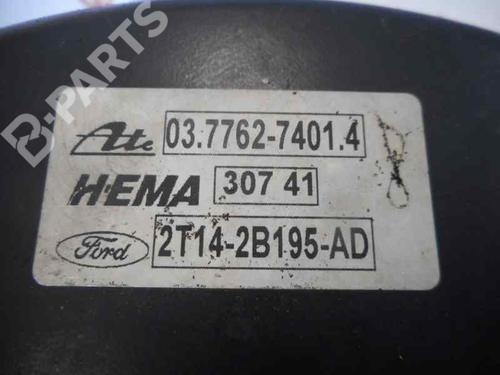 B-PARTS
Ate 03.7762-7401.4
HEMA 307 41
Ford 2T14-2B195-AD